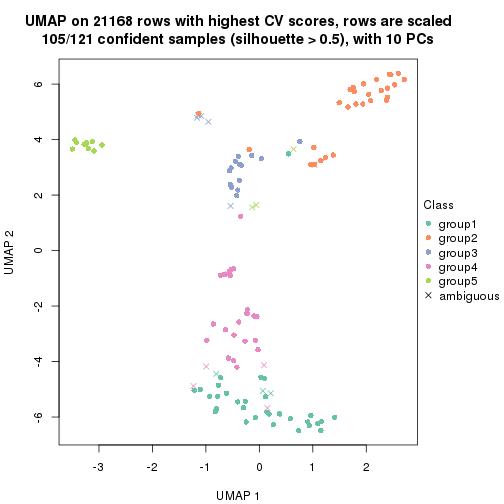 UMAP on 21168 rows with highest CV scores, rows are scaled
105/121 confident samples (silhouette > 0.5), with 10 PCs
6
4
2
0
-2
-4
-6
UMAP 2
-3
-2
-1
0
1
2
UMAP 1
Class
group1
group2
group3
group4
group5
ambiguous